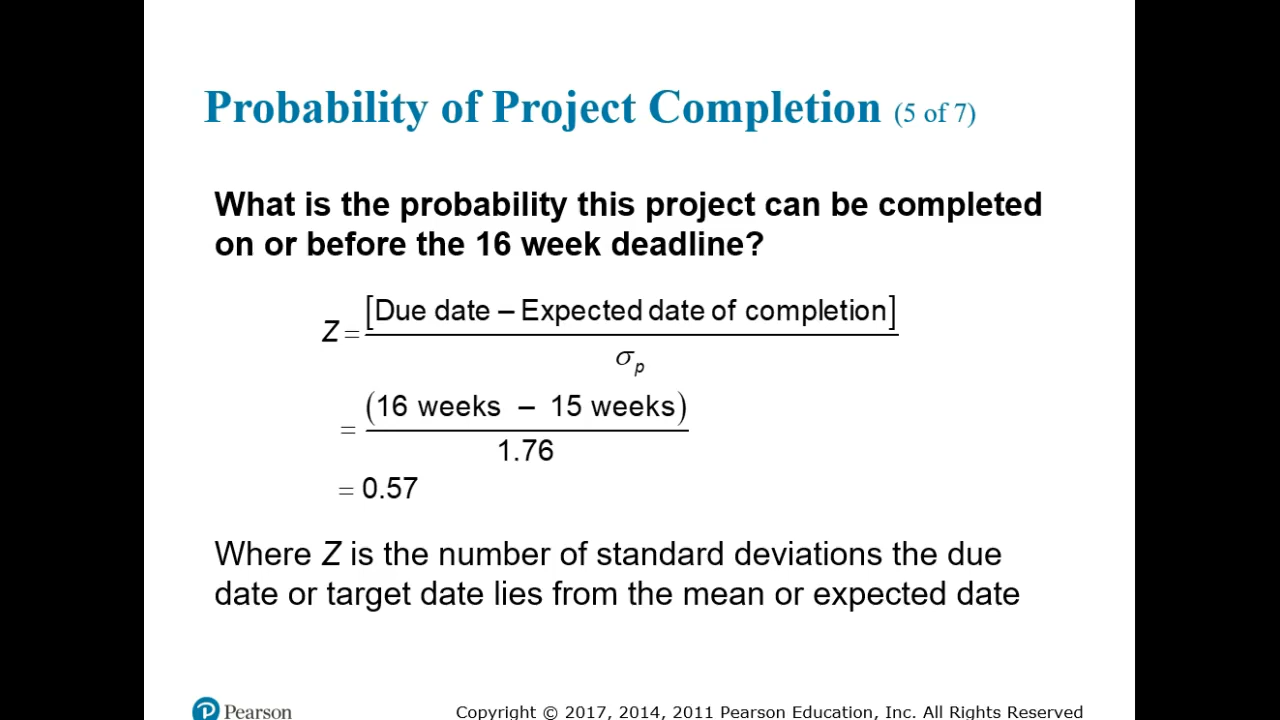 Probability of Project Completion (5 of 7)
What is the probability this project can be completed
on or before the 16 week deadline?
Z = [Due date – Expected date of completion]
σp
= (16 weeks – 15 weeks)
1.76
= 0.57
Where Z is the number of standard deviations the due
date or target date lies from the mean or expected date
Pearson
Copyright © 2017, 2014, 2011 Pearson Education, Inc. All Rights Reserved